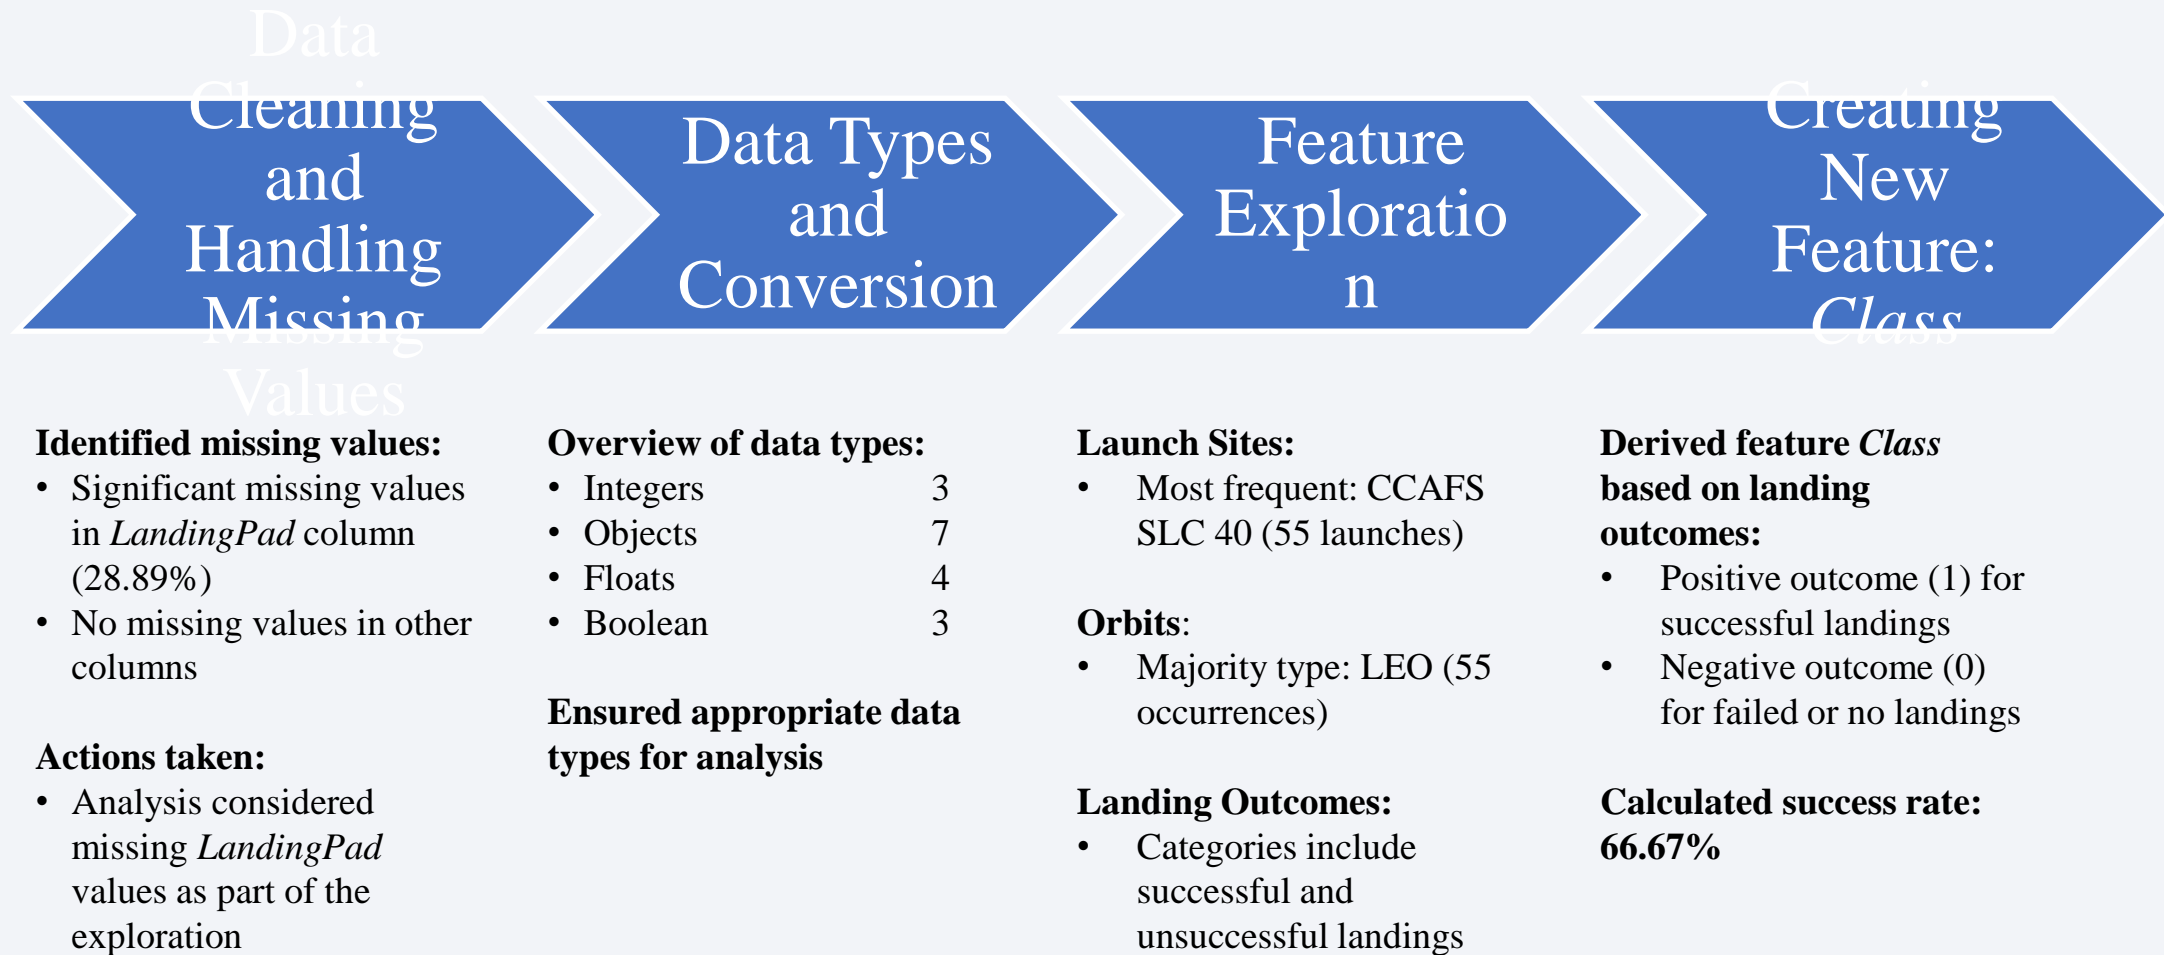 Data
Cleaning
and
Handling
Missing
Values
Data Types
and
Conversion
Feature
Exploratio
n
Creating
New
Feature:
Class
Identified missing values:
• Significant missing values
in LandingPad column
(28.89%)
• No missing values in other
columns
Actions taken:
• Analysis considered
missing LandingPad
values as part of the
exploration
Overview of data types:
• Integers 3
• Objects 7
• Floats 4
• Boolean 3
Ensured appropriate data
types for analysis
Launch Sites:
• Most frequent: CCAFS
SLC 40 (55 launches)
Orbits:
• Majority type: LEO (55
occurrences)
Landing Outcomes:
• Categories include
successful and
unsuccessful landings
Derived feature Class
based on landing
outcomes:
• Positive outcome (1) for
successful landings
• Negative outcome (0)
for failed or no landings
Calculated success rate:
66.67%